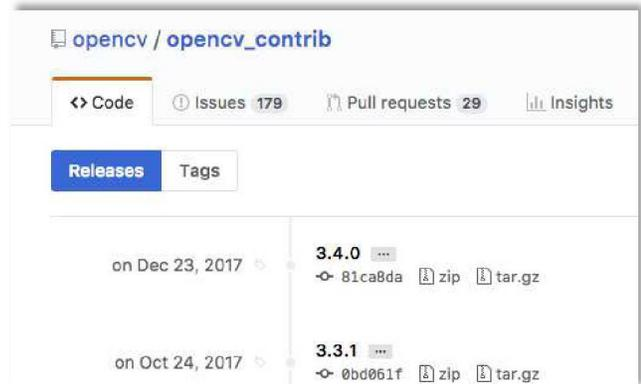 opencv / opencv_contrib
<> Code Issues 179 Pull requests 29 Insights
Releases Tags
on Dec 23, 2017 3.4.0 ...
81ca8da zip tar.gz
on Oct 24, 2017 3.3.1 ...
0bd061f zip tar.gz